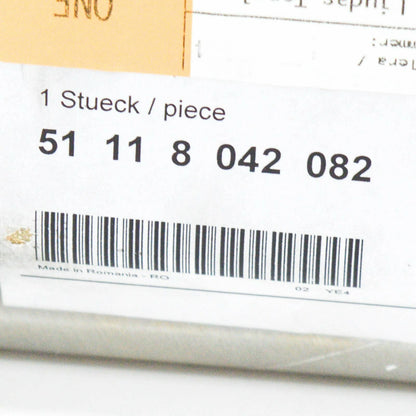 ONE
1 Stueck / piece
51 11 8 042 082
Made in Romania - RO
02 YE4